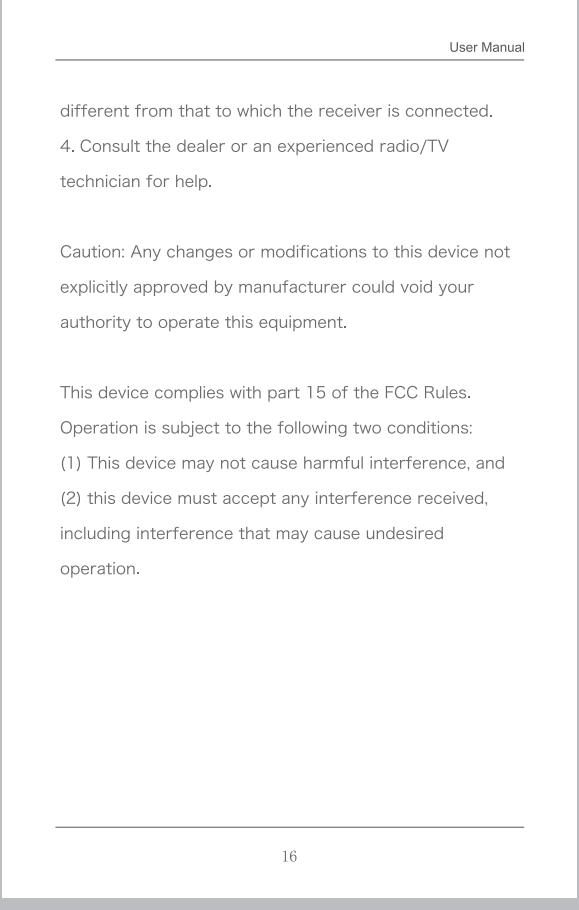 User Manual
different from that to which the receiver is connected.
4. Consult the dealer or an experienced radio/TV
technician for help.
Caution: Any changes or modifications to this device not
explicitly approved by manufacturer could void your
authority to operate this equipment.
This device complies with part 15 of the FCC Rules.
Operation is subject to the following two conditions:
(1) This device may not cause harmful interference, and
(2) this device must accept any interference received,
including interference that may cause undesired
operation.
16